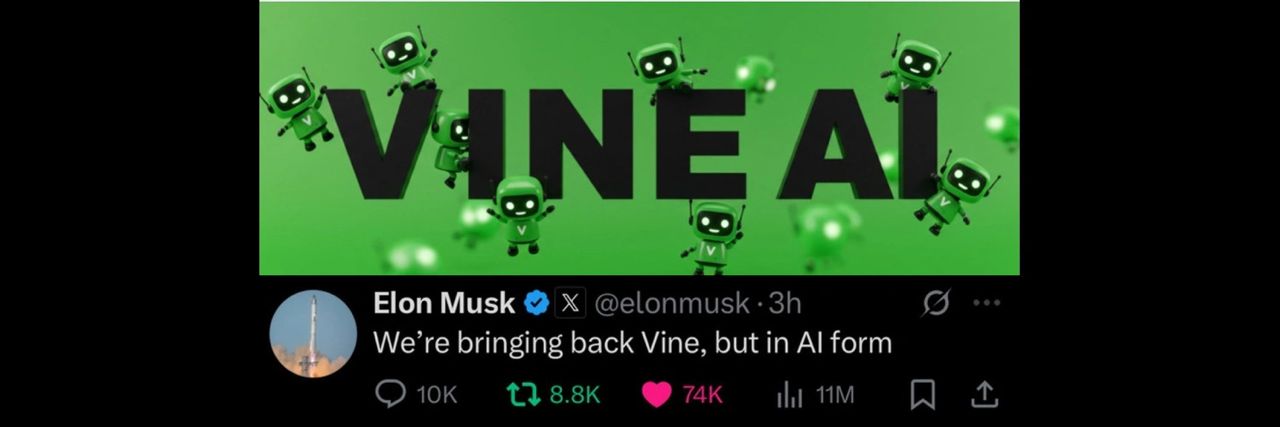 VINE AI
Elon Musk @elonmusk · 3h
We’re bringing back Vine, but in AI form
10K 8.8K 74K 11M